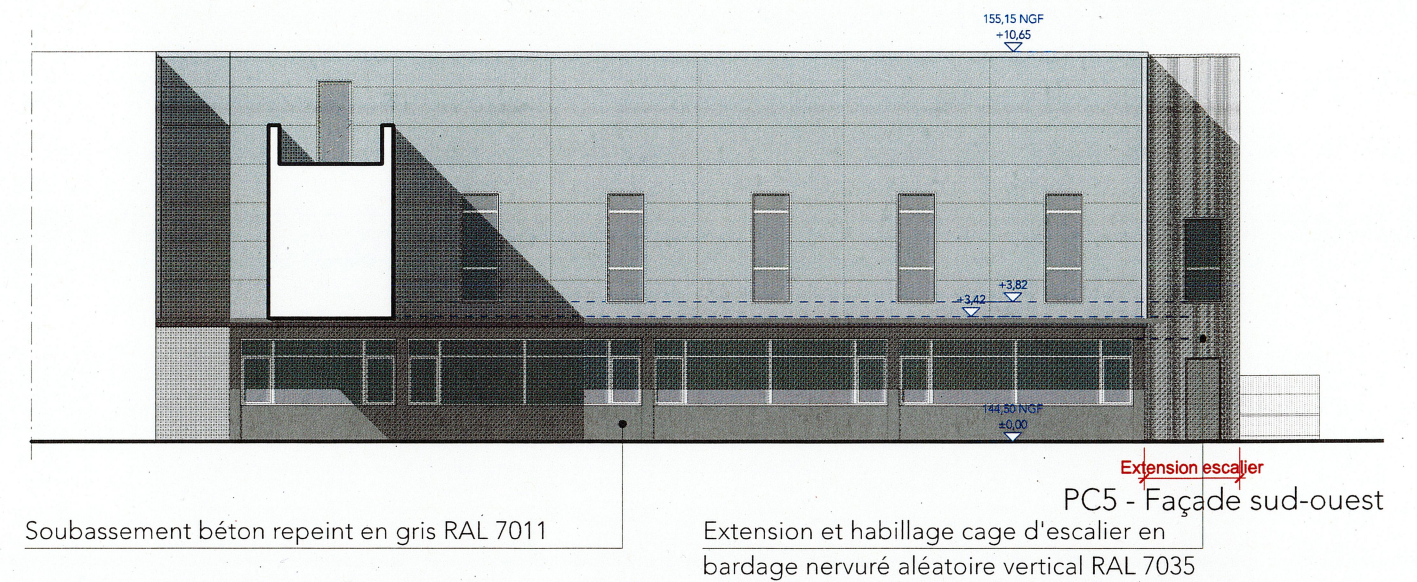 155,15 NGF
+10,65
+3,82
+3,42
144,50 NGF
±0,00
Extension escalier
PC5 - Façade sud-ouest
Soubassement béton repeint en gris RAL 7011
Extension et habillage cage d'escalier en
bardage nervuré aléatoire vertical RAL 7035